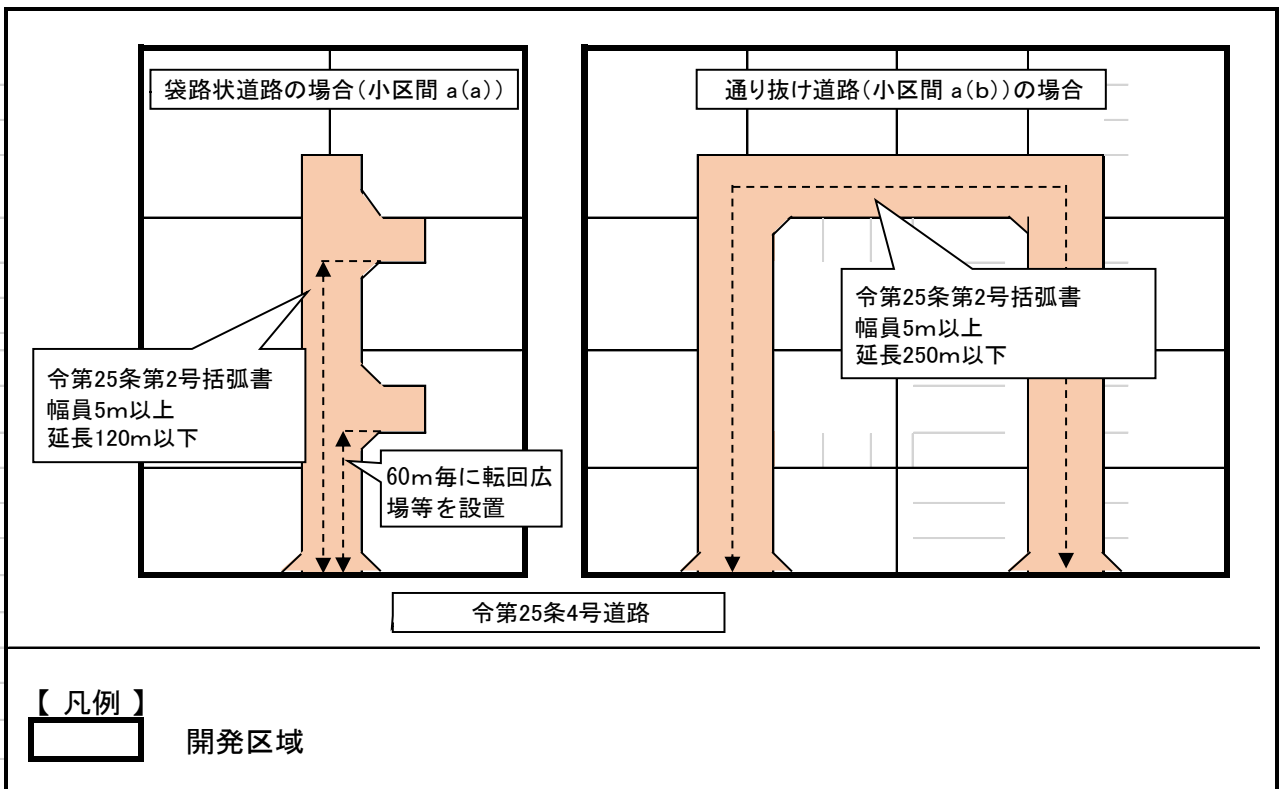 袋路状道路の場合(小区間 a(a))
通り抜け道路(小区間 a(b))の場合
令第25条第2号括弧書
幅員5m以上
延長120m以下
60m毎に転回広
場等を設置
令第25条第2号括弧書
幅員5m以上
延長250m以下
令第25条4号道路
【 凡例 】
開発区域